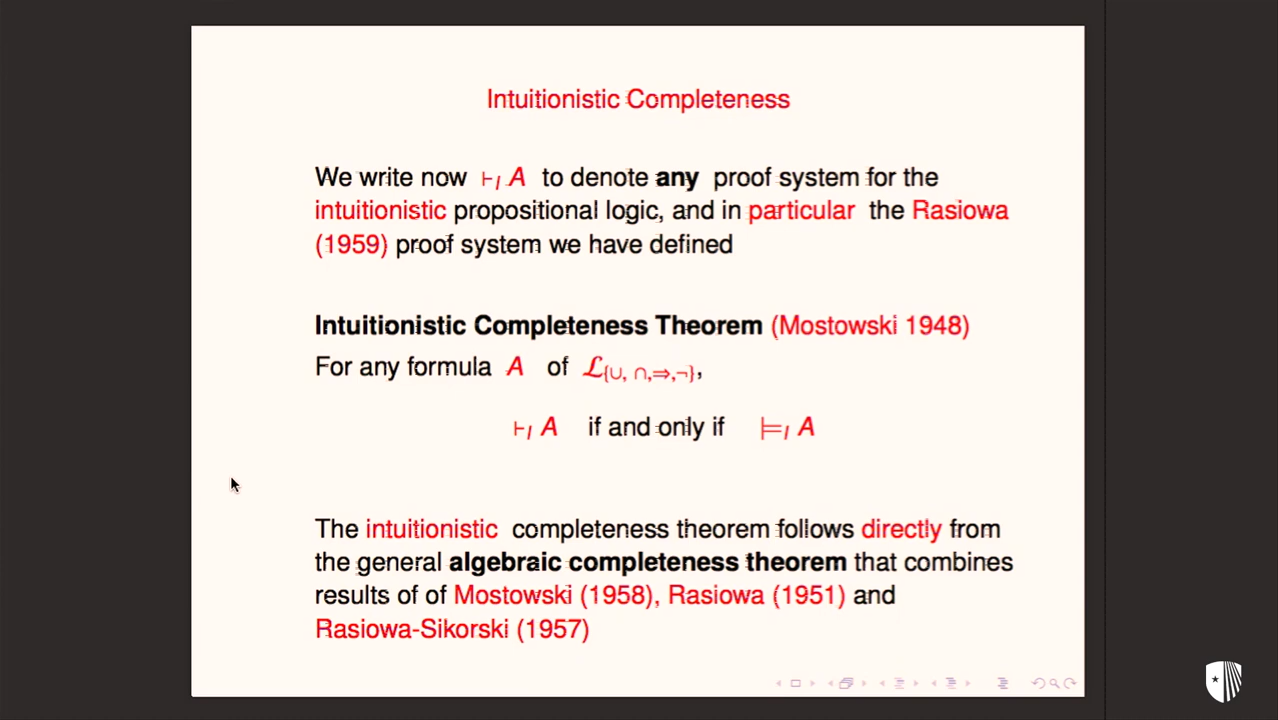 Intuitionistic Completeness
We write now ⊢I A to denote any proof system for the
intuitionistic propositional logic, and in particular the Rasiowa
(1959) proof system we have defined
Intuitionistic Completeness Theorem (Mostowski 1948)
For any formula A of ℒ{∪, ∩,⇒,¬},
⊢I A if and only if ⊨I A
The intuitionistic completeness theorem follows directly from
the general algebraic completeness theorem that combines
results of of Mostowski (1958), Rasiowa (1951) and
Rasiowa-Sikorski (1957)